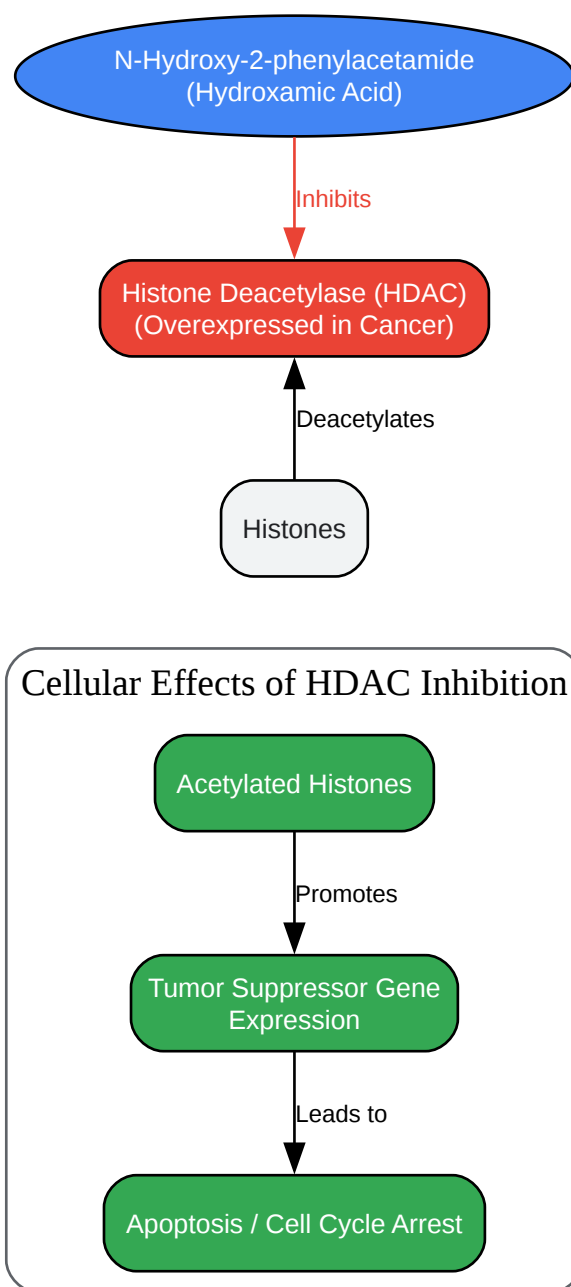 N-Hydroxy-2-phenylacetamide
(Hydroxamic Acid)
Inhibits
Histone Deacetylase (HDAC)
(Overexpressed in Cancer)
Deacetylates
Histones
Cellular Effects of HDAC Inhibition
Acetylated Histones
Promotes
Tumor Suppressor Gene
Expression
Leads to
Apoptosis / Cell Cycle Arrest